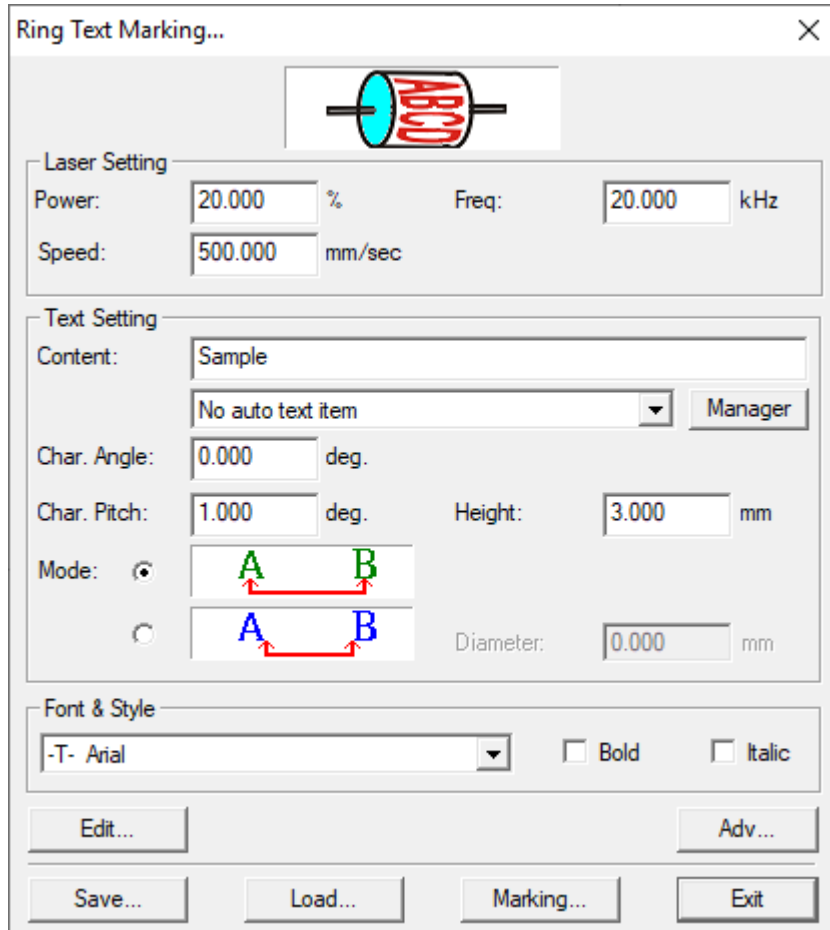 Ring Text Marking...
ABCD
Laser Setting
Power: 20.000 % Freq: 20.000 kHz
Speed: 500.000 mm/sec
Text Setting
Content: Sample
No auto text item Manager
Char. Angle: 0.000 deg.
Char. Pitch: 1.000 deg. Height: 3.000 mm
Mode: A B
A B Diameter: 0.000 mm
Font & Style
-T- Arial Bold Italic
Edit... Adv...
Save... Load... Marking... Exit